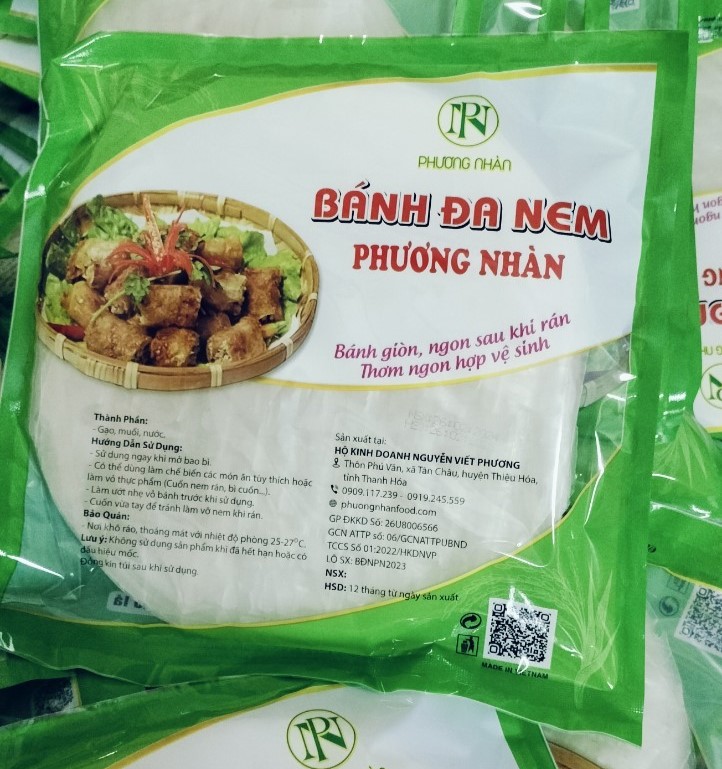 PN
PHƯƠNG NHÀN
BÁNH ĐA NEM
PHƯƠNG NHÀN
Bánh giòn, ngon sau khi rán
Thơm ngon hợp vệ sinh
Thành Phần:
- Gạo, muối, nước.
Hướng Dẫn Sử Dụng:
- Sử dụng ngay khi mở bao bì.
- Có thể dùng làm chế biến các món ăn tùy thích hoặc
làm vỏ thực phẩm (Cuốn nem rán, bì cuốn...).
- Làm ướt nhẹ vỏ bánh trước khi sử dụng.
- Cuốn vừa tay để tránh làm vỡ nem khi rán.
Bảo Quản:
- Nơi khô ráo, thoáng mát với nhiệt độ phòng 25-27°C.
Lưu ý: Không sử dụng sản phẩm khi đã hết hạn hoặc có
dấu hiệu mốc.
Đóng kín túi sau khi sử dụng.
Sản xuất tại:
HỘ KINH DOANH NGUYỄN VIẾT PHƯƠNG
Thôn Phú Văn, xã Tân Châu, huyện Thiệu Hóa,
tỉnh Thanh Hóa
0909.117.239 - 0919.245.559
phuongnhanfood.com
GP ĐKKD Số: 26U8006566
GCN ATTP số: 06/GCNATTPUBND
TCCS Số 01:2022/HKDNVP
LÔ SX: BĐNPN2023
NSX:
HSD: 12 tháng từ ngày sản xuất
MADE IN VIETNAM
PN